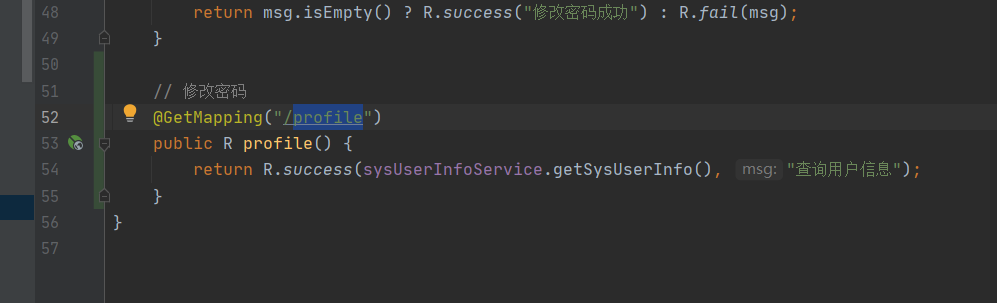 48 return msg.isEmpty() ? R.success("修改密码成功") : R.fail(msg);
49 }
50
51 // 修改密码
52 @GetMapping("/profile")
53 public R profile() {
54 return R.success(sysUserInfoService.getSysUserInfo(), msg: "查询用户信息");
55 }
56 }
57